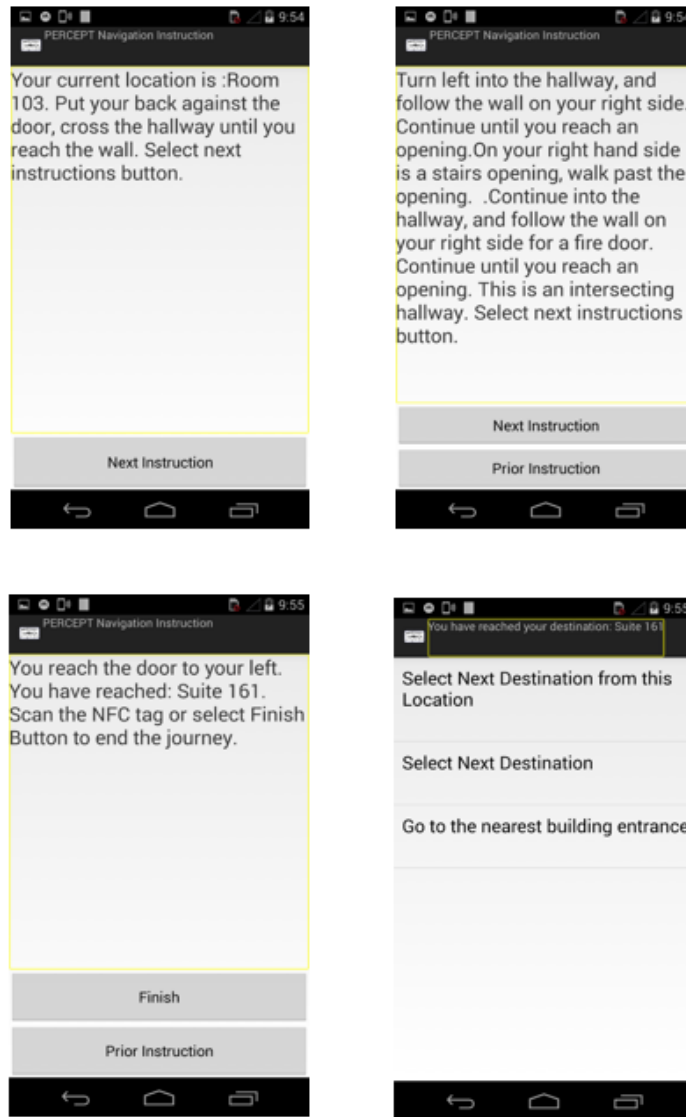 9:54
PERCEPT Navigation Instruction
Your current location is :Room
103. Put your back against the
door, cross the hallway until you
reach the wall. Select next
instructions button.
Next Instruction
9:54
PERCEPT Navigation Instruction
Turn left into the hallway, and
follow the wall on your right side.
Continue until you reach an
opening.On your right hand side
is a stairs opening, walk past the
opening.  .Continue into the
hallway, and follow the wall on
your right side for a fire door.
Continue until you reach an
opening. This is an intersecting
hallway. Select next instructions
button.
Next Instruction
Prior Instruction
9:55
PERCEPT Navigation Instruction
You reach the door to your left.
You have reached: Suite 161.
Scan the NFC tag or select Finish
Button to end the journey.
Finish
Prior Instruction
9:55
You have reached your destination: Suite 161
Select Next Destination from this
Location
Select Next Destination
Go to the nearest building entrance